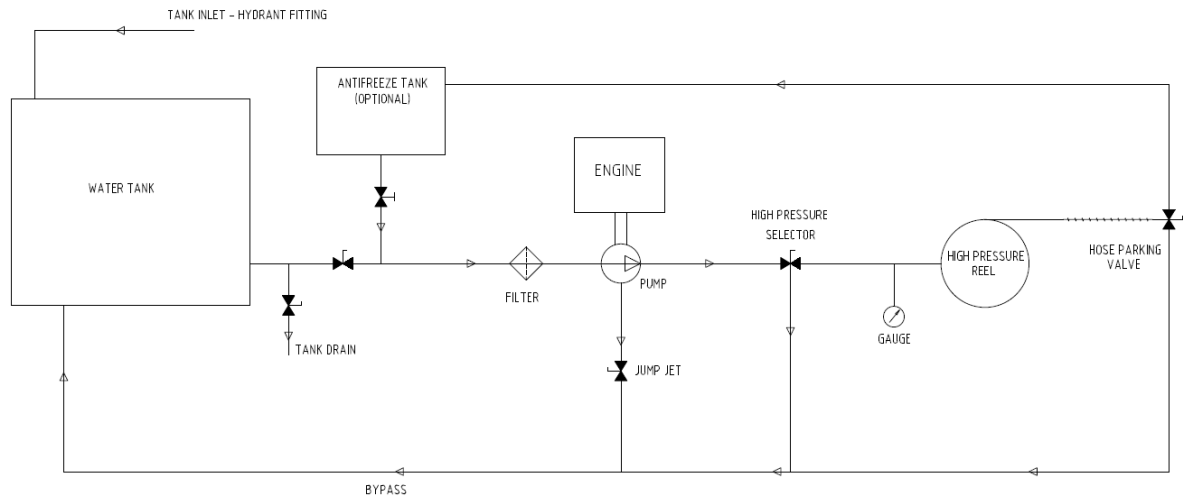 TANK INLET - HYDRANT FITTING
ANTIFREEZE TANK
(OPTIONAL)
ENGINE
WATER TANK
HIGH PRESSURE
SELECTOR
HIGH PRESSURE
REEL
HOSE PARKING
VALVE
FILTER
PUMP
GAUGE
TANK DRAIN
JUMP JET
BYPASS